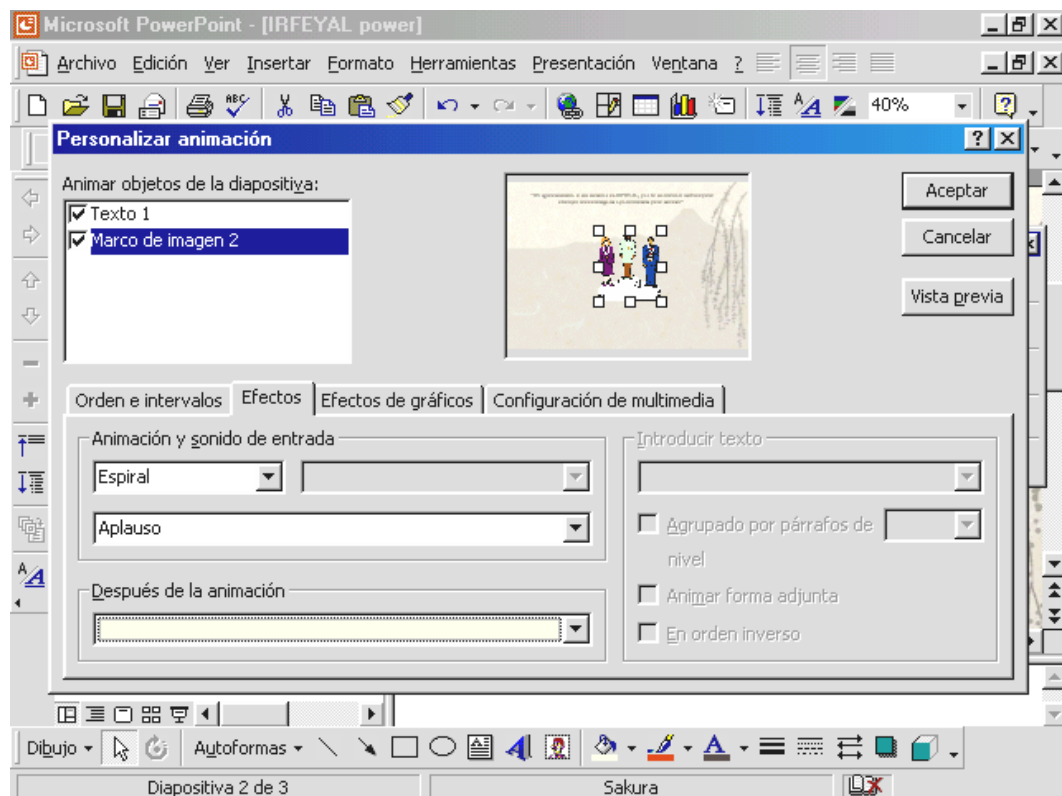 Microsoft PowerPoint - [IRFEYAL power]
Archivo Edición Ver Insertar Formato Herramientas Presentación Ventana ?
ABC 40%
Personalizar animación
Animar objetos de la diapositiva:
Texto 1
Marco de imagen 2
Aceptar
Cancelar
Vista previa
Orden e intervalos Efectos Efectos de gráficos Configuración de multimedia
Animación y sonido de entrada
Espiral
Aplauso
Después de la animación
Introducir texto
Agrupado por párrafos de
nivel
Animar forma adjunta
En orden inverso
Dibujo Autoformas
Diapositiva 2 de 3 Sakura